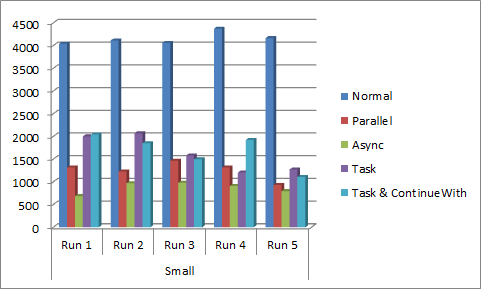 4500
4000
3500
3000
2500
2000
1500
1000
500
0
Run 1 Run 2 Run 3 Run 4 Run 5
Small
Normal
Parallel
Async
Task
Task & ContinueWith